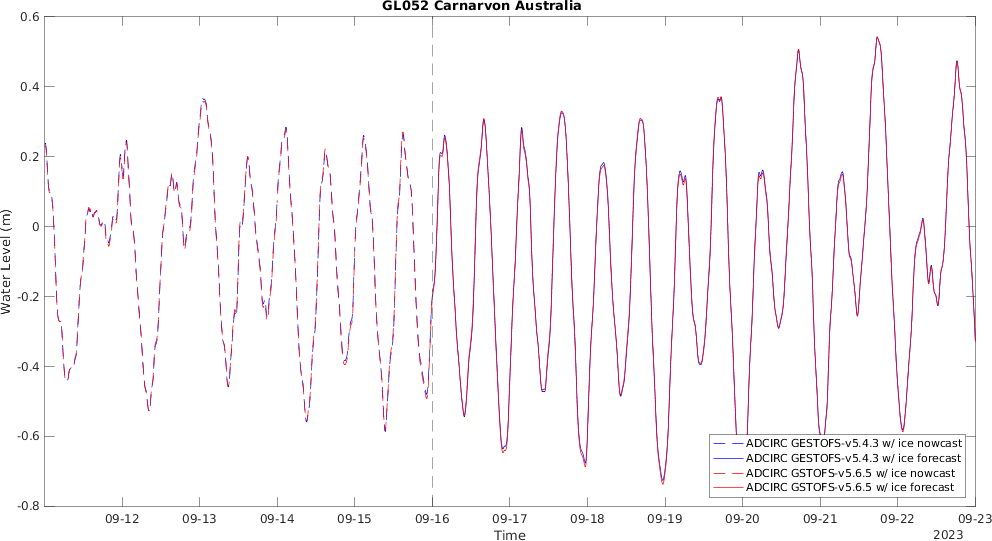 GL052 Carnarvon Australia
Water Level (m)
0.6
0.4
0.2
0
-0.2
-0.4
-0.6
-0.8
ADCIRC GESTOFS-v5.4.3 w/ ice nowcast
ADCIRC GESTOFS-v5.4.3 w/ ice forecast
ADCIRC GSTOFS-v5.6.5 w/ ice nowcast
ADCIRC GSTOFS-v5.6.5 w/ ice forecast
09-12 09-13 09-14 09-15 09-16 09-17 09-18 09-19 09-20 09-21 09-22 09-23
Time
2023